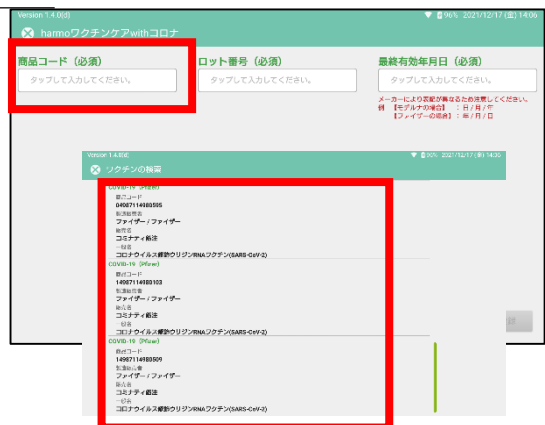 Version 1.4.0(d)
96% 2021/12/17 (金) 14:06
harmoワクチンケアwithコロナ
商品コード（必須）
ロット番号（必須）
最終有効年月日（必須）
タップして入力してください。
タップして入力してください。
タップして入力してください。
メーカーにより表記が異なるため注意してください。
例 【モデルナの場合】 : 日 / 月 / 年
【ファイザーの場合】 : 年 / 月 / 日
Version 1.4.0(d)
2021/12/17 (金)
ワクチンの検索
COVID-19 (Pfizer)
商品コード
04987114980595
製造販売者
ファイザー / ファイザー
販売名
コミナティ筋注
一般名
コロナウイルス修飾ウリジンRNAワクチン(SARS-CoV-2)
COVID-19 (Pfizer)
商品コード
14987114980103
製造販売者
ファイザー / ファイザー
販売名
コミナティ筋注
一般名
コロナウイルス修飾ウリジンRNAワクチン(SARS-CoV-2)
COVID-19 (Pfizer)
商品コード
14987114980509
製造販売者
ファイザー / ファイザー
販売名
コミナティ筋注
一般名
コロナウイルス修飾ウリジンRNAワクチン(SARS-CoV-2)